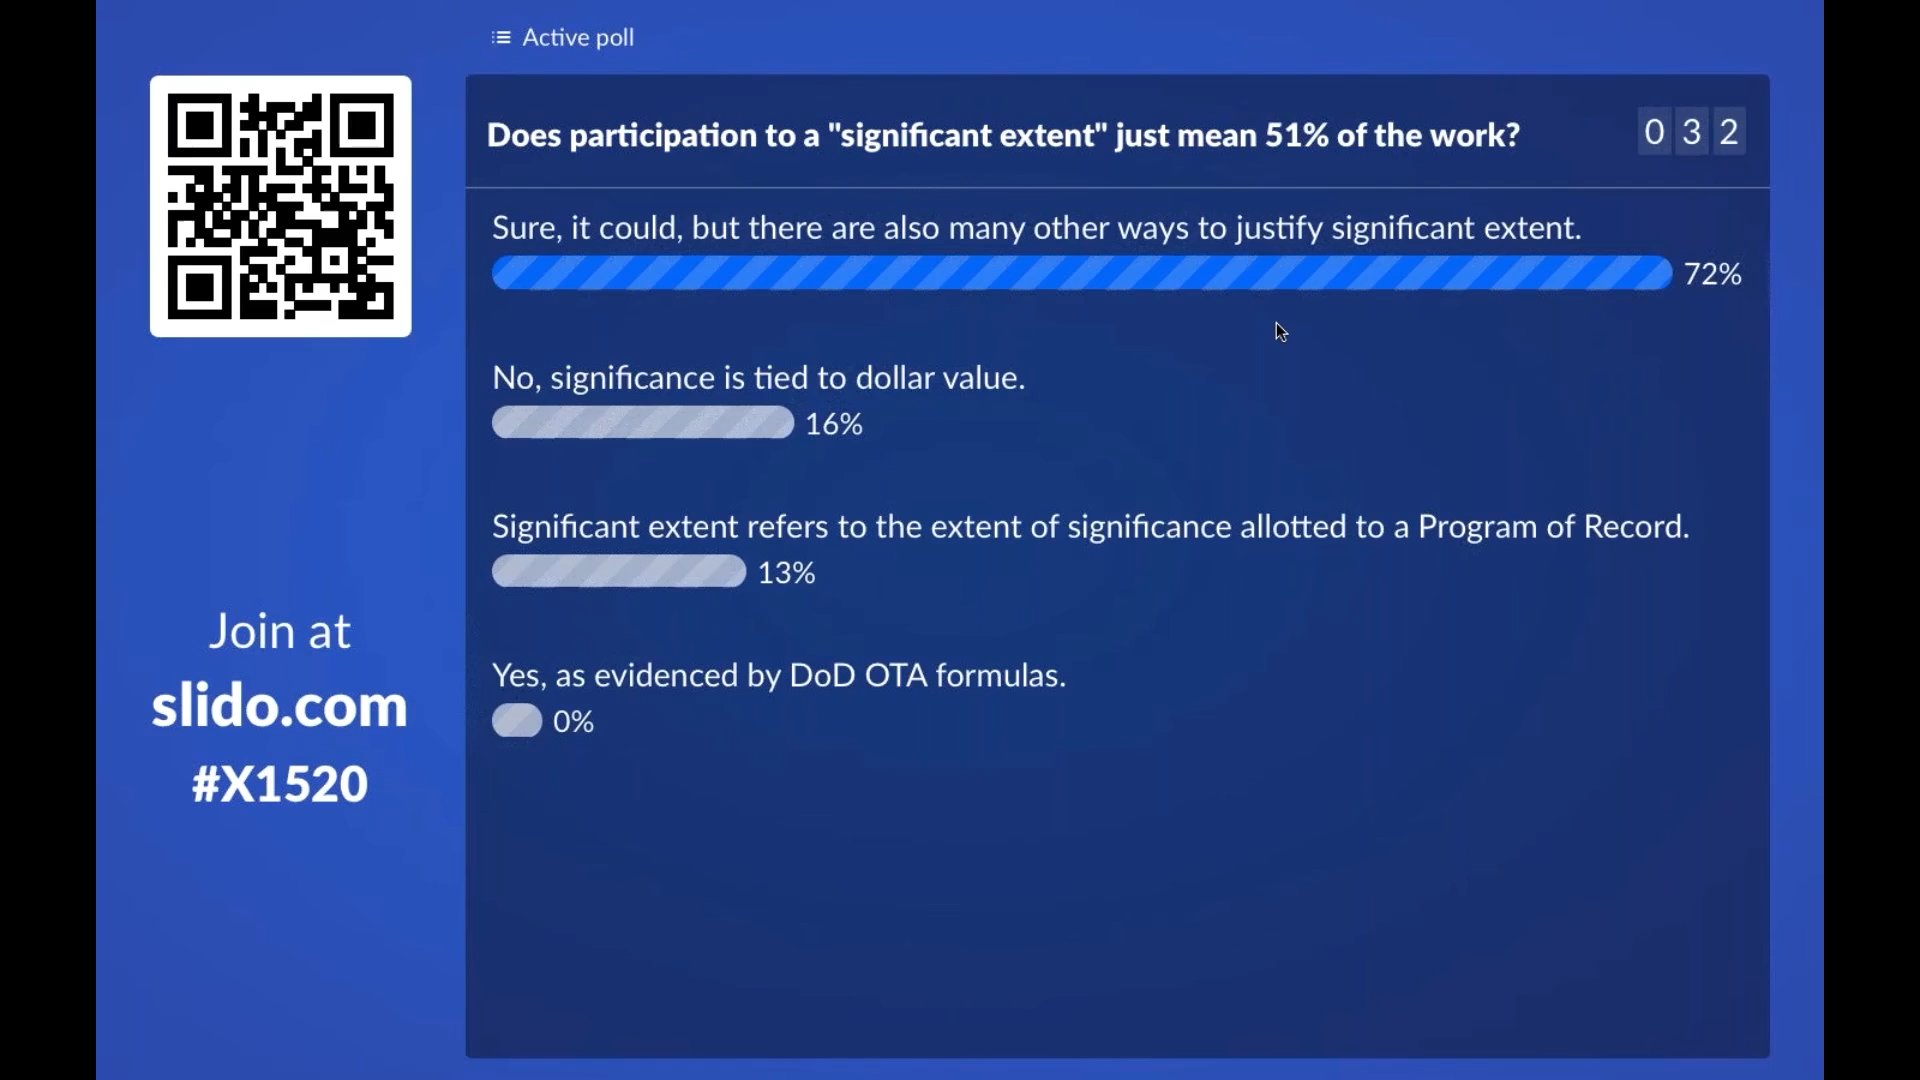 Active poll
Does participation to a "significant extent" just mean 51% of the work?
032
Sure, it could, but there are also many other ways to justify significant extent.
72%
No, significance is tied to dollar value.
16%
Significant extent refers to the extent of significance allotted to a Program of Record.
13%
Yes, as evidenced by DoD OTA formulas.
0%
Join at
slido.com
#X1520